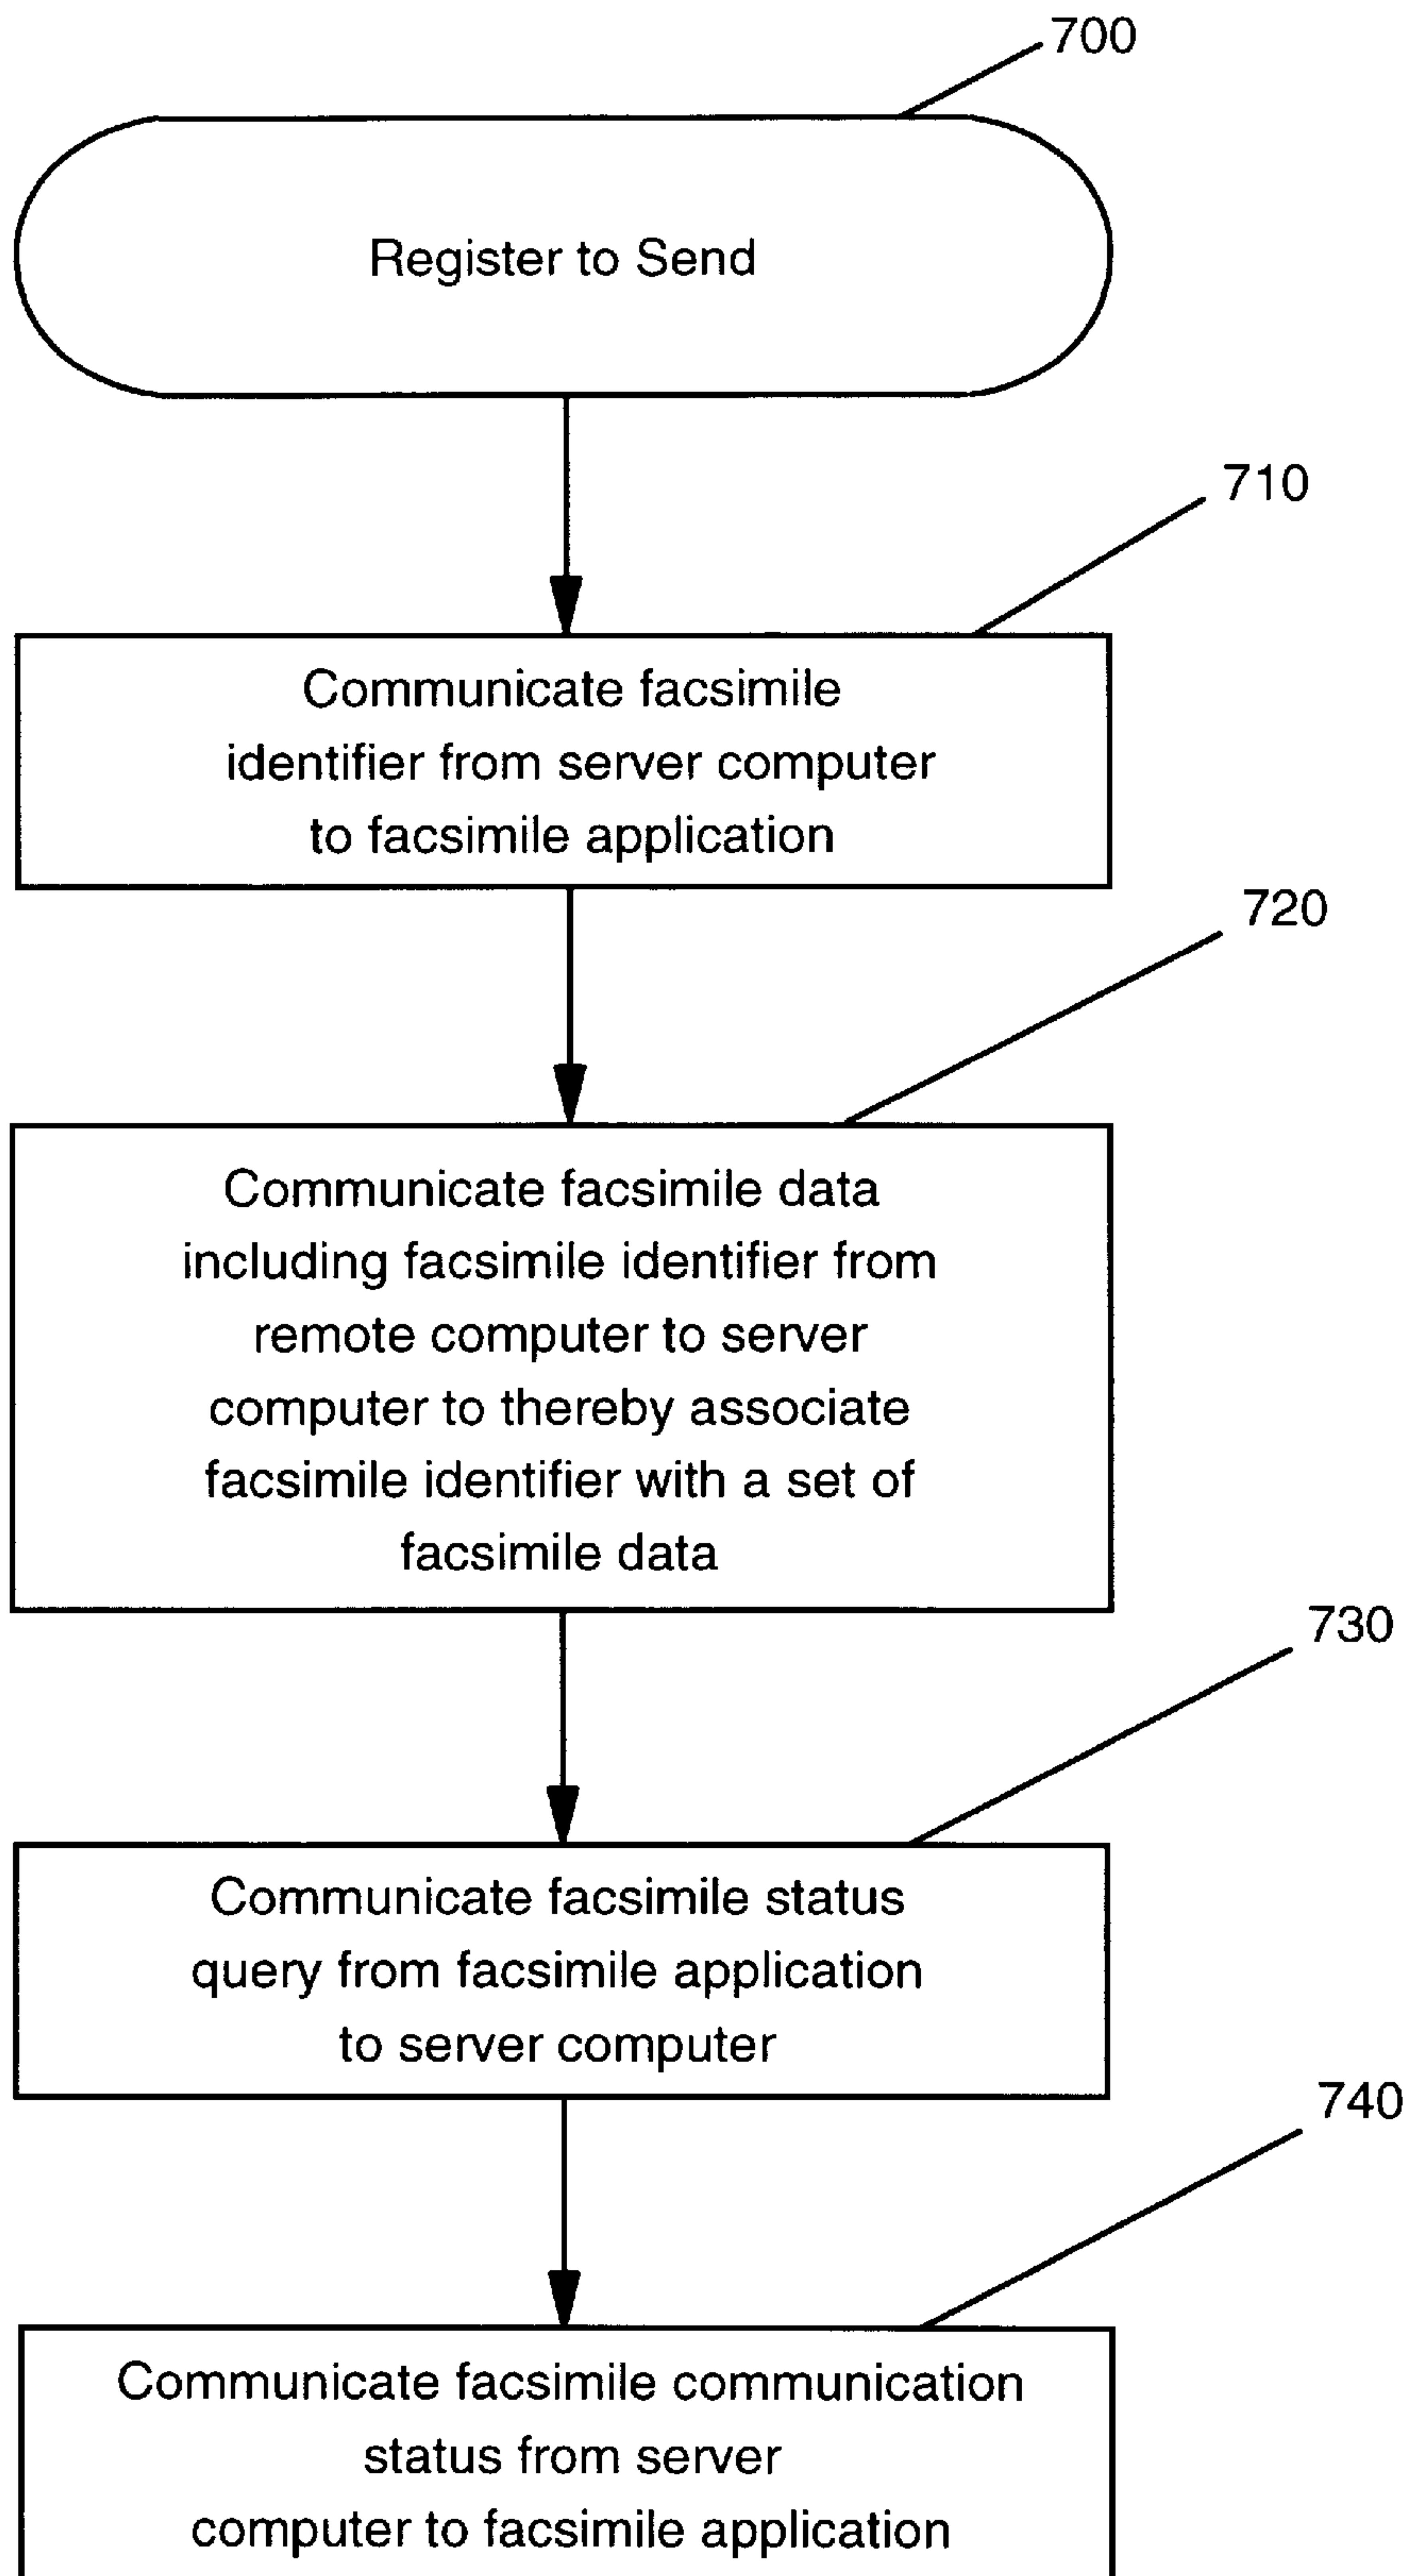 700
Register to Send
710
Communicate facsimile
identifier from server computer
to facsimile application
720
Communicate facsimile data
including facsimile identifier from
remote computer to server
computer to thereby associate
facsimile identifier with a set of
facsimile data
730
Communicate facsimile status
query from facsimile application
to server computer
740
Communicate facsimile communication
status from server
computer to facsimile application